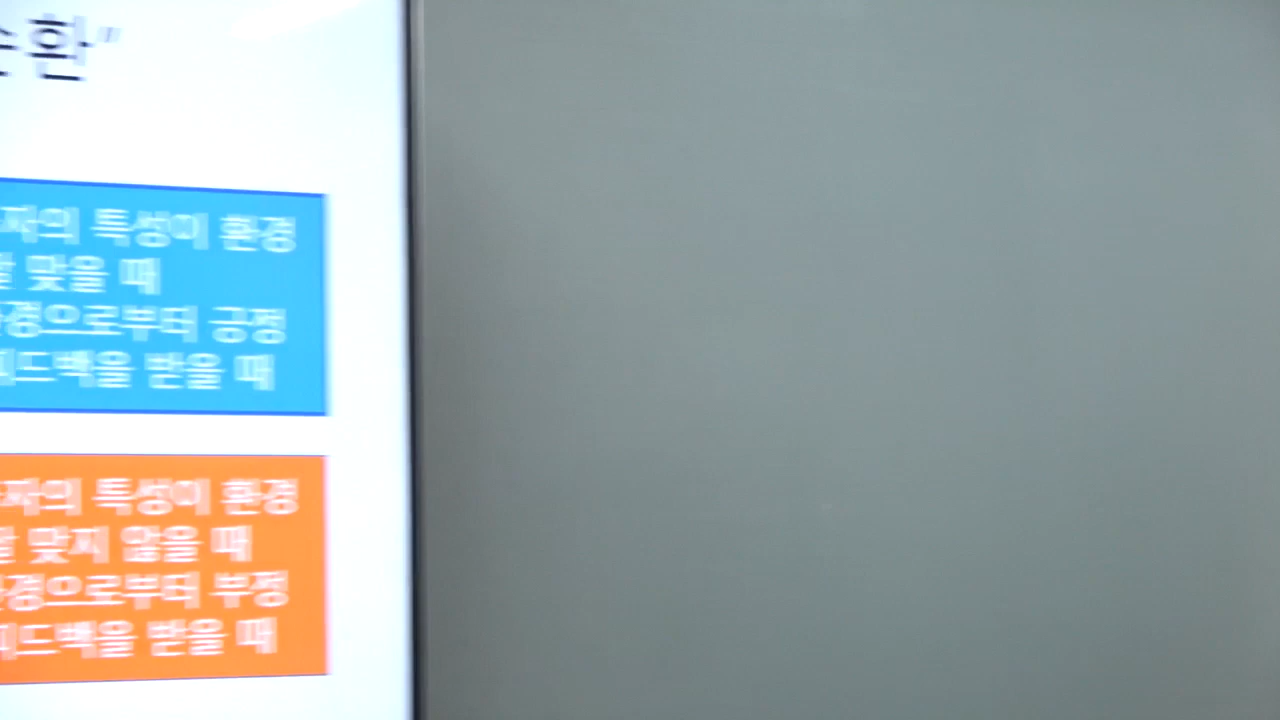 순환"
자의 특성이 환경
잘 맞을 때
환경으로부터 긍정
피드백을 받을 때
자의 특성이 환경
잘 맞지 않을 때
환경으로부터 부정
피드백을 받을 때